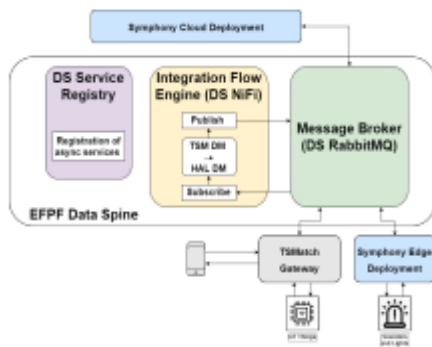 Symphony Cloud Deployment
DS Service
Registry
Registration of
async services
Integration Flow
Engine (DS NiFi)
Publish
TSM DM
→
HAL DM
Subscribe
Message Broker
(DS RabbitMQ)
EFPF Data Spine
TSMatch
Gateway
Symphony Edge
Deployment